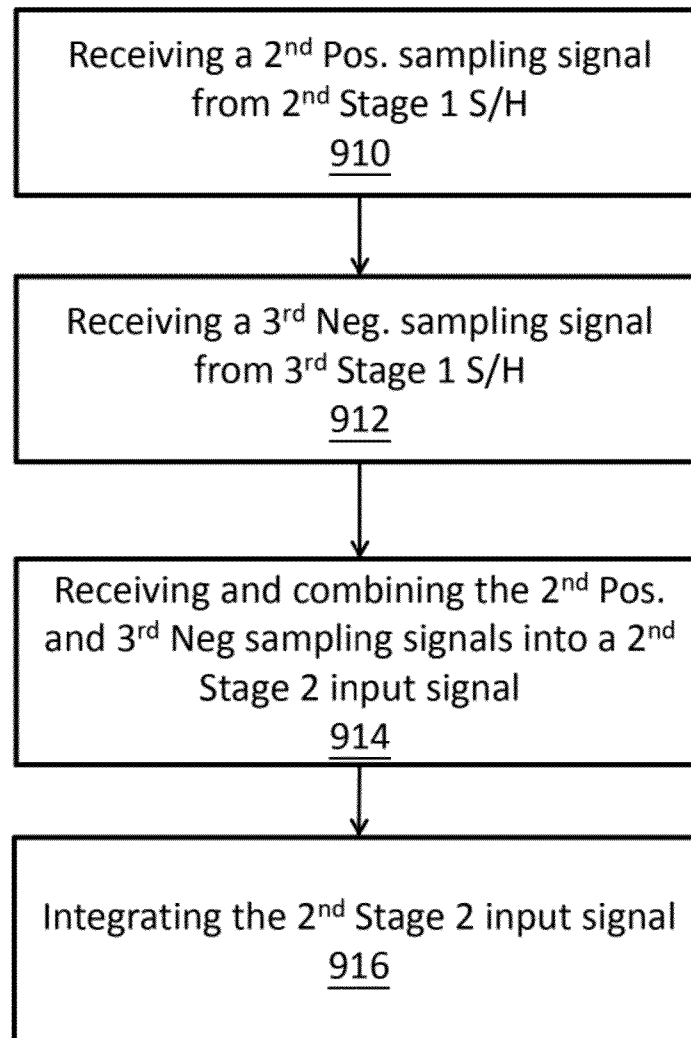 Receiving a 2nd Pos. sampling signal
from 2nd Stage 1 S/H
910
Receiving a 3rd Neg. sampling signal
from 3rd Stage 1 S/H
912
Receiving and combining the 2nd Pos.
and 3rd Neg sampling signals into a 2nd
Stage 2 input signal
914
Integrating the 2nd Stage 2 input signal
916